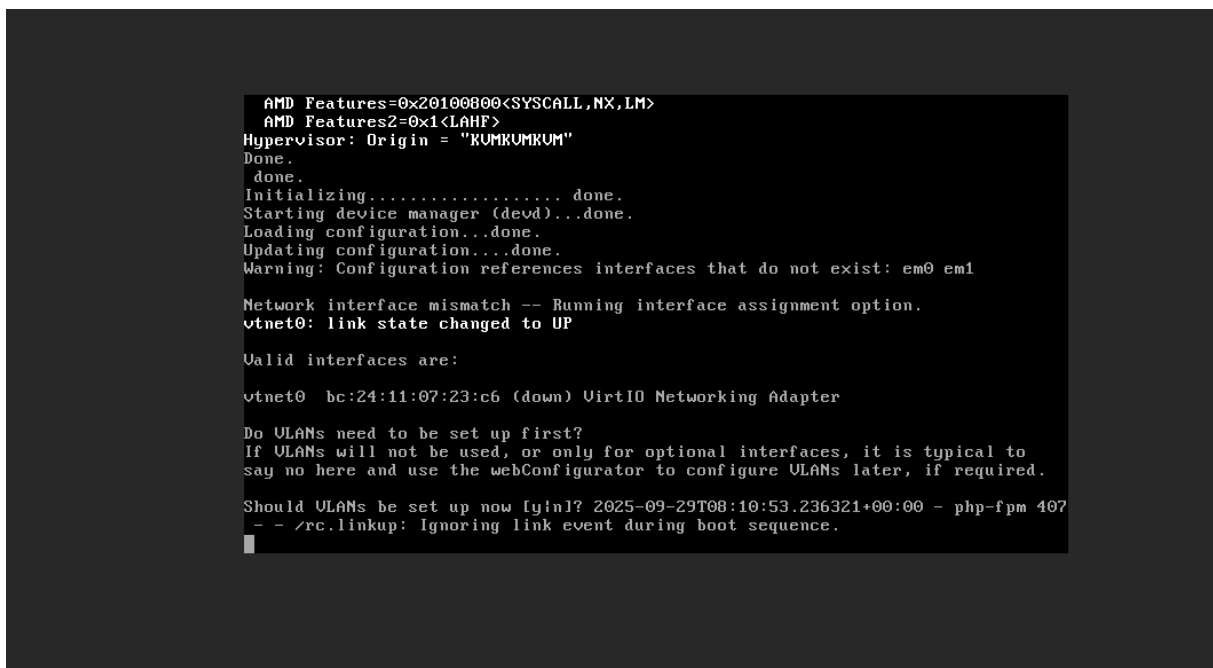 AMD Features=0x20100800<SYSCALL,NX,LM>
AMD Features2=0x1<LAHF>
Hypervisor: Origin = "KVMKVMKVM"
Done.
done.
Initializing................... done.
Starting device manager (devd)...done.
Loading configuration...done.
Updating configuration....done.
Warning: Configuration references interfaces that do not exist: em0 em1
Network interface mismatch -- Running interface assignment option.
vtnet0: link state changed to UP
Valid interfaces are:
vtnet0  bc:24:11:07:23:c6 (down) VirtIO Networking Adapter
Do VLANs need to be set up first?
If VLANs will not be used, or only for optional interfaces, it is typical to
say no here and use the webConfigurator to configure VLANs later, if required.
Should VLANs be set up now [y|n]? 2025-09-29T08:10:53.236321+00:00 - php-fpm 407
- - /rc.linkup: Ignoring link event during boot sequence.